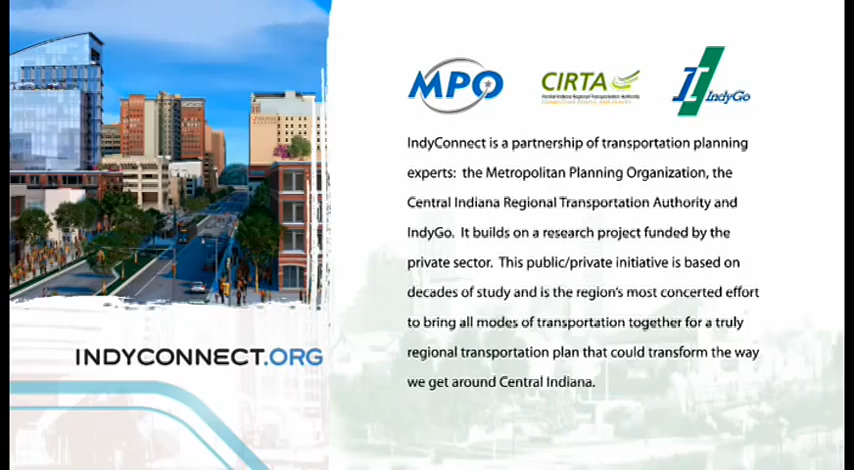 MPO
CIRTA
Central Indiana Regional Transportation Authority
IndyGo
IndyConnect is a partnership of transportation planning
experts: the Metropolitan Planning Organization, the
Central Indiana Regional Transportation Authority and
IndyGo. It builds on a research project funded by the
private sector. This public/private initiative is based on
decades of study and is the region's most concerted effort
to bring all modes of transportation together for a truly
regional transportation plan that could transform the way
we get around Central Indiana.
INDYCONNECT.ORG